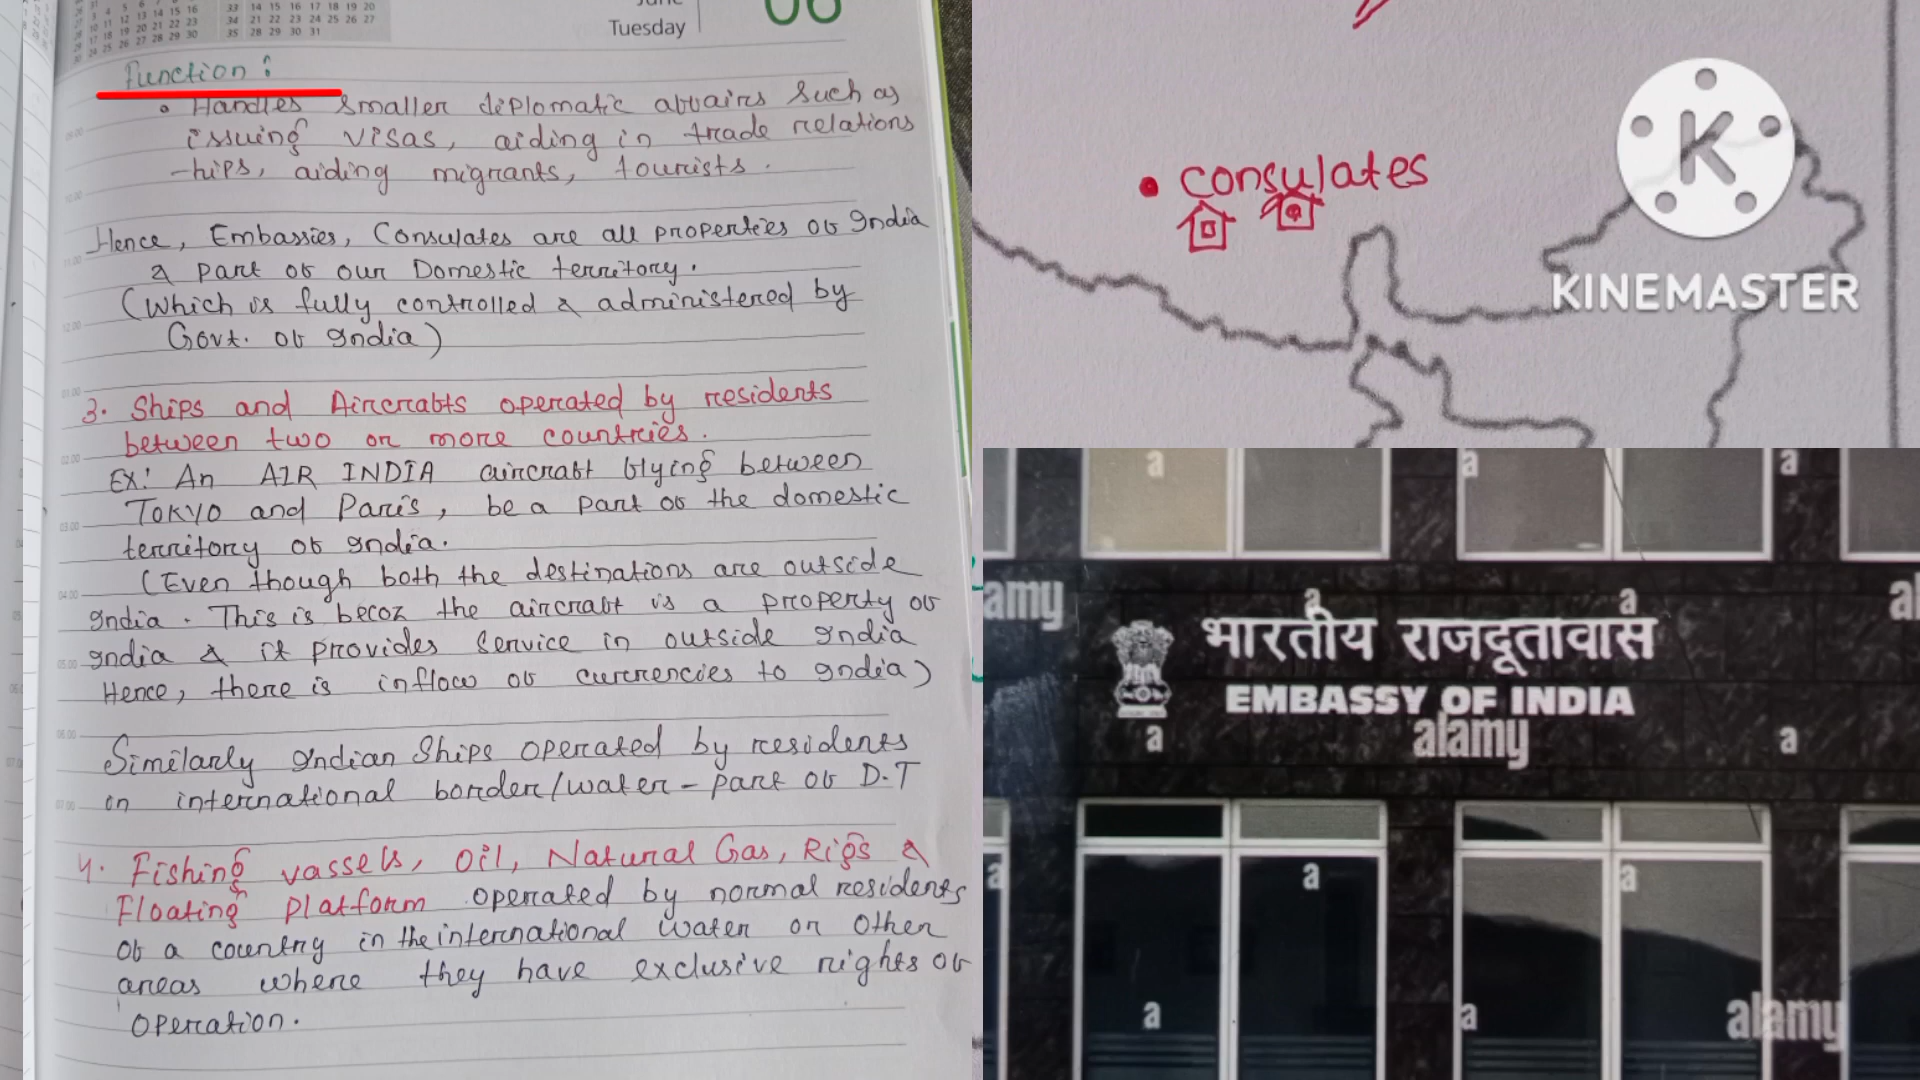 Tuesday
06
Function :
• Handles smaller diplomatic affairs such as
issuing visas, aiding in trade relations
-hips, aiding migrants, tourists.
Hence, Embassies, Consulates are all properties of India
& part of our Domestic territory.
(Which is fully controlled & administered by
Govt. of India)
3. Ships and Aircrafts operated by residents
between two or more countries.
EX: An AIR INDIA aircraft flying between
TOKYO and Paris, be a part of the domestic
territory of India.
(Even though both the destinations are outside
India. This is becoz the aircraft is a property of
India & it provides service in outside India
Hence, there is inflow of currencies to India)
Similarly Indian Ships operated by residents
in international border/water - part of D.T
4. Fishing vassels, Oil, Natural Gas, Rigs &
Floating Platform operated by normal residents
of a country in the international water or other
areas where they have exclusive rights of
operation.
• consulates
K
KINEMASTER
भारतीय राजदूतावास
EMBASSY OF INDIA
alamy
alamy
alamy